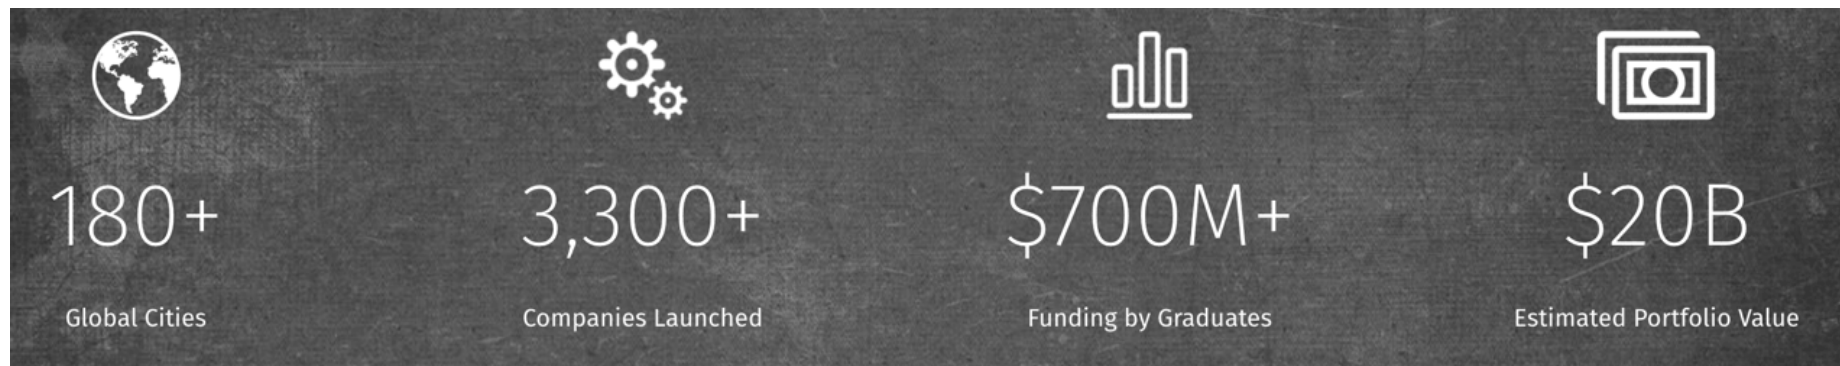 180+
3,300+
$700M+
$20B
Global Cities
Companies Launched
Funding by Graduates
Estimated Portfolio Value